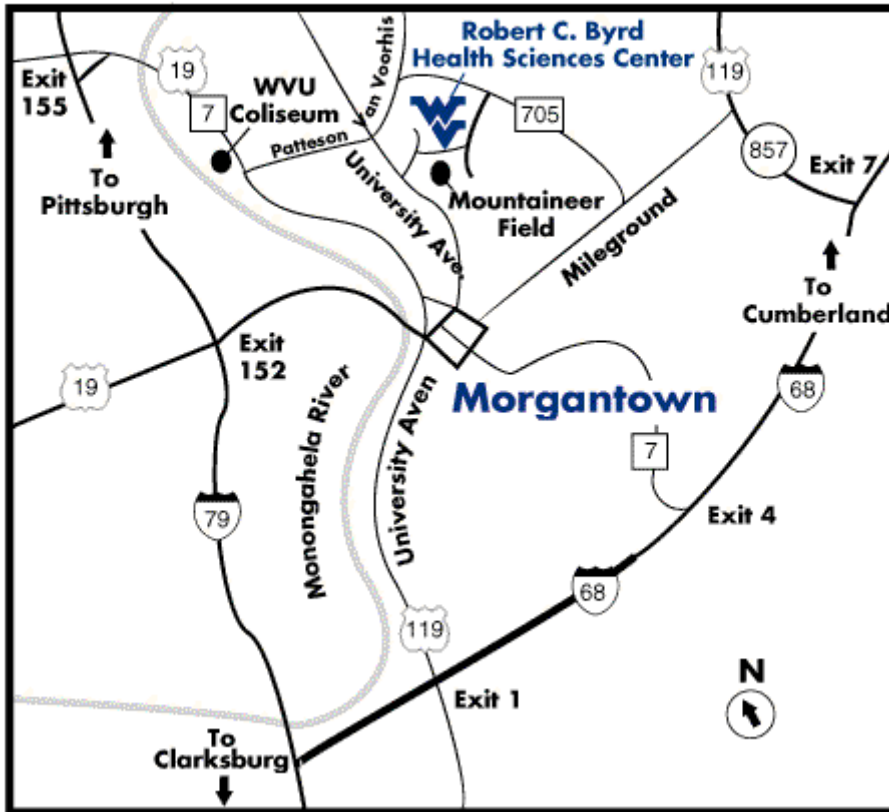 Robert C. Byrd
Health Sciences Center
19
Exit
155
7
WVU
Coliseum
Patteson
an Voorhis
705
119
857
Exit 7
To
Pittsburgh
University Ave.
Mountaineer
Field
Mileground
To
Cumberland
19
Exit
152
Monongahela River
University Aven
Morgantown
68
7
79
Exit 4
68
119
Exit 1
N
To
Clarksburg